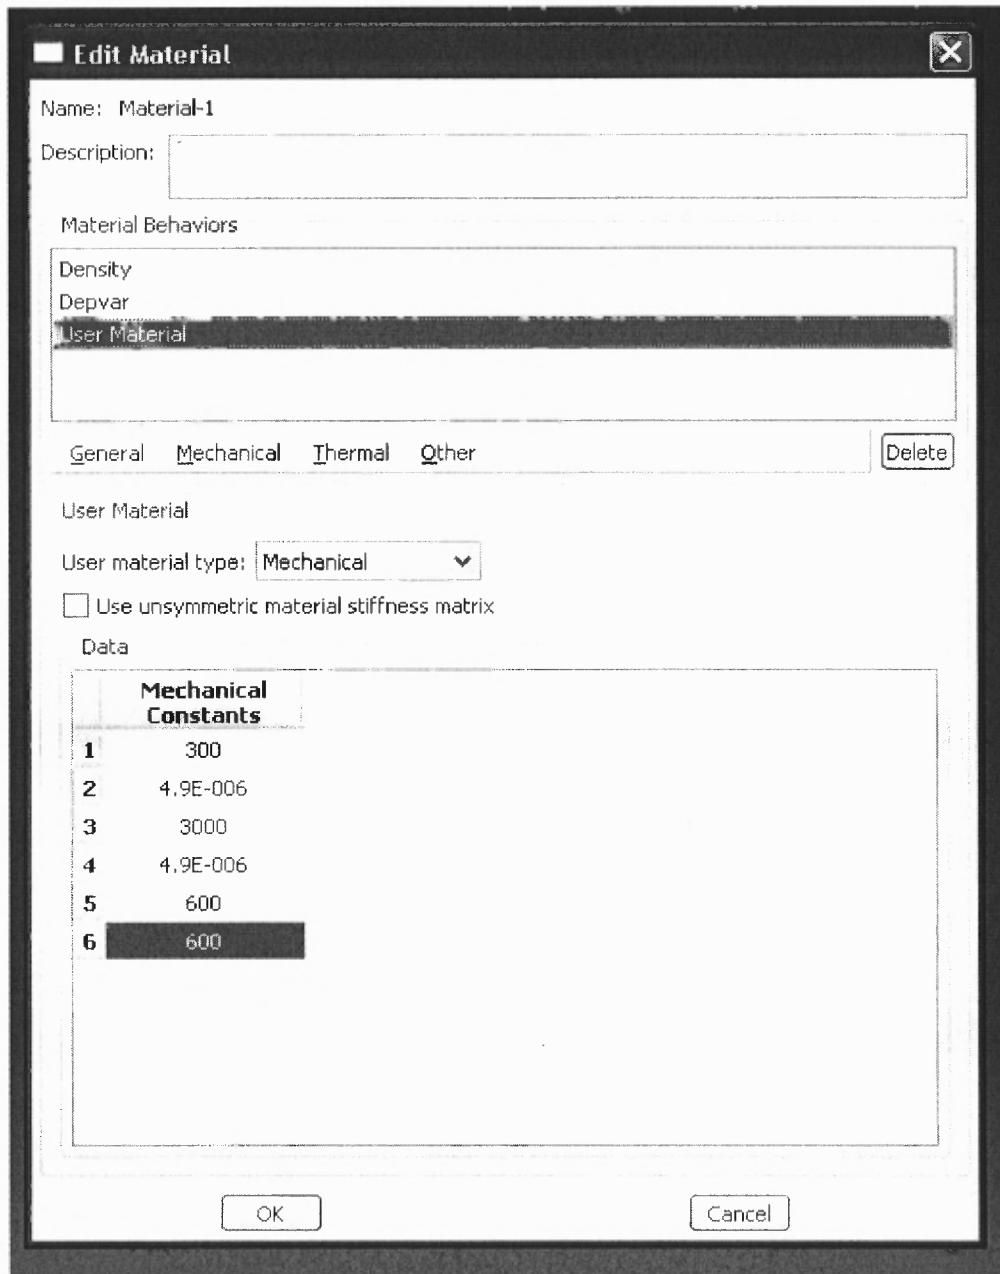 Edit Material
Name: Material-1
Description:
Material Behaviors
Density
Depvar
User Material
General Mechanical Thermal Other Delete
User Material
User material type: Mechanical
Use unsymmetric material stiffness matrix
Data
Mechanical
Constants
1 300
2 4.9E-006
3 3000
4 4.9E-006
5 600
6 600
OK Cancel